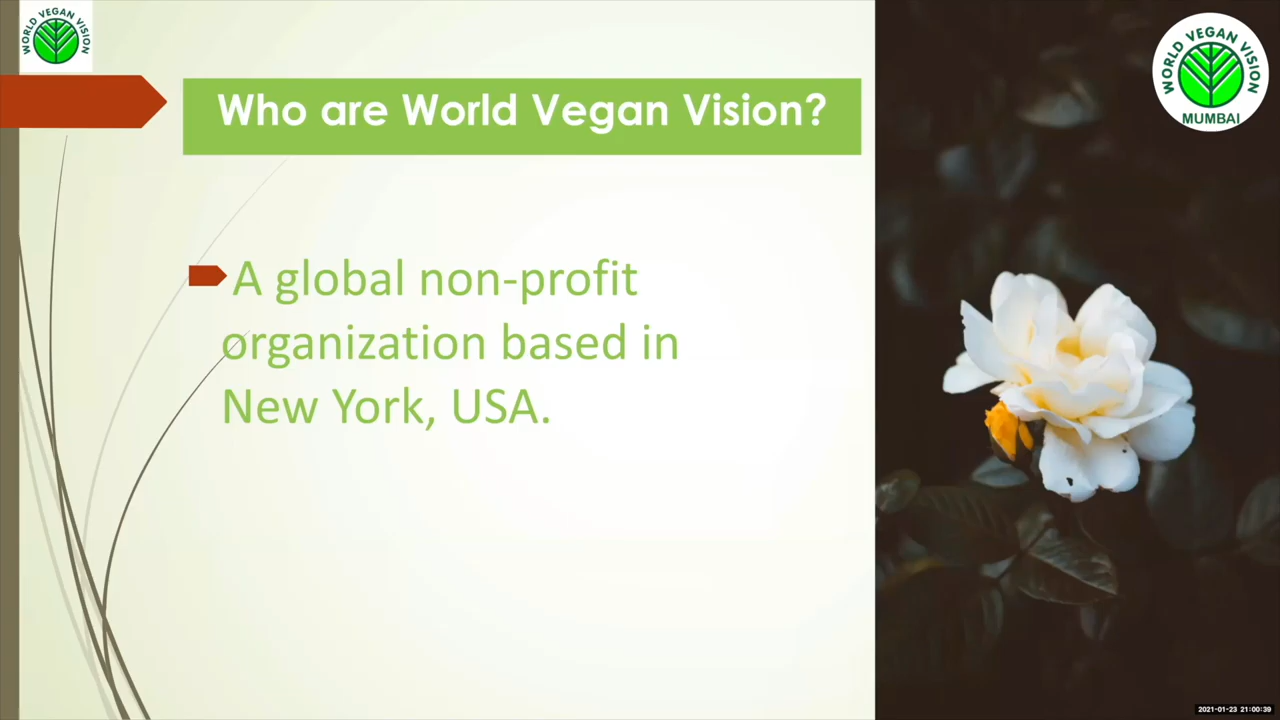 WORLD VEGAN VISION
WORLD VEGAN VISION
MUMBAI
Who are World Vegan Vision?
A global non-profit
organization based in
New York, USA.
2021-01-23 21:00:39